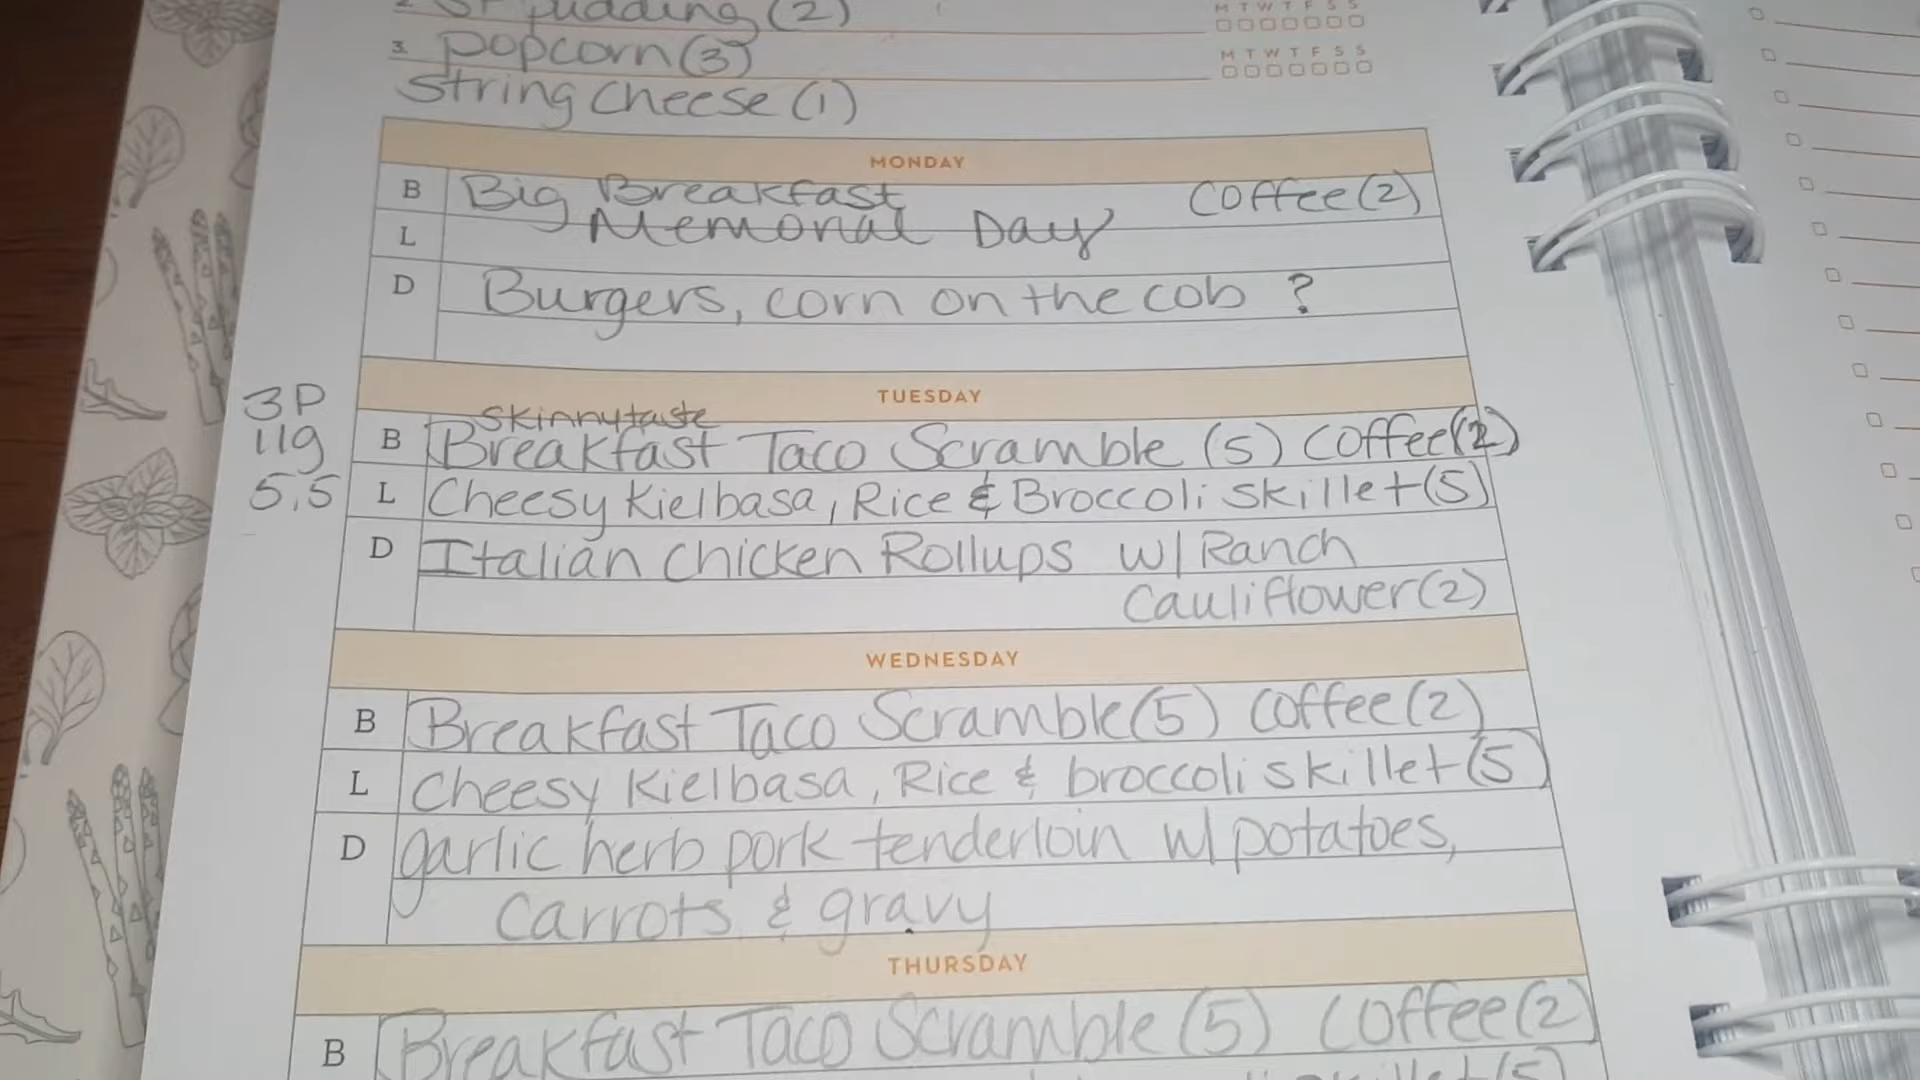 pudding (2)
M T W T F S S
3. popcorn (3)
M T W T F S S
String cheese (1)
MONDAY
B Big Breakfast Coffee (2)
Memorial Day
L
D Burgers, corn on the cob ?
TUESDAY
3P
11g
5.5
skinnytaste
B Breakfast Taco Scramble (5) Coffee (2)
L Cheesy Kielbasa, Rice & Broccoli skillet (5)
D Italian Chicken Rollups w/ Ranch
Cauliflower (2)
WEDNESDAY
B Breakfast Taco Scramble (5) Coffee (2)
L Cheesy Kielbasa, Rice & broccoli skillet (5)
D garlic herb pork tenderloin w/ potatoes,
Carrots & gravy
THURSDAY
B Breakfast Taco Scramble (5) Coffee (2)